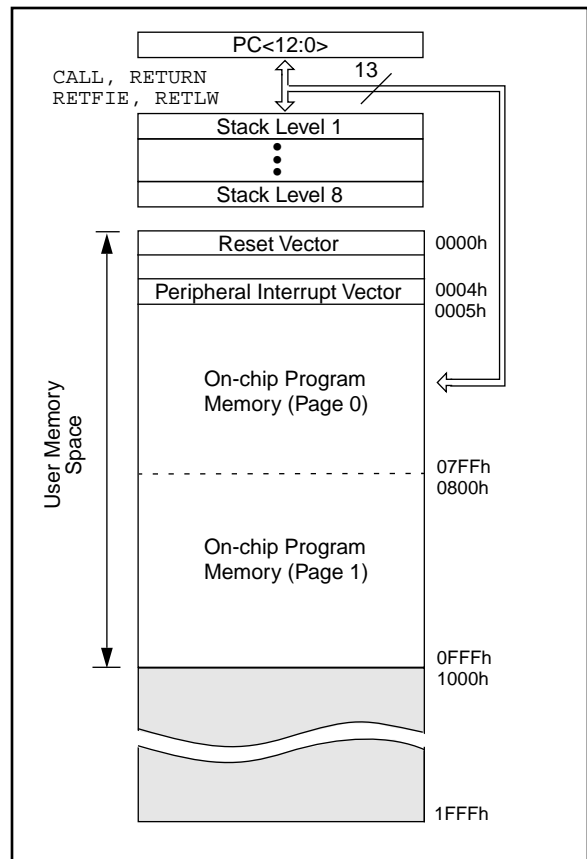 PC<12:0>
CALL, RETURN
RETFIE, RETLW
13
Stack Level 1
Stack Level 8
Reset Vector
0000h
Peripheral Interrupt Vector
0004h
0005h
On-chip Program
Memory (Page 0)
User Memory
Space
07FFh
0800h
On-chip Program
Memory (Page 1)
0FFFh
1000h
1FFFh